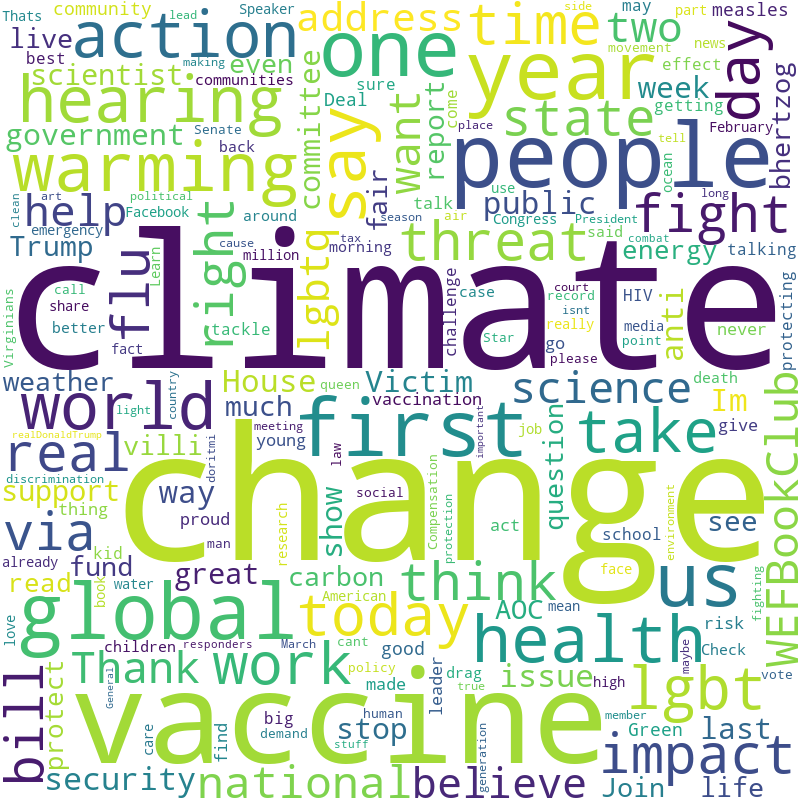 Thats
community
lead
Speaker
live
action
address
time
two
may
part
measles
best
making
one
year
side
movement
news
scientist
communities
even
committee
sure
Deal
want
report
come
week
effect
day
hearing
getting
government
Senate
back
say
state
place
tell
February
bhertzog
warming
fair
people
ocean
clean
art
political
help
Facebook
around
season
air
talk
use
public
Congress
President
long
fight
emergency
cause
tax
morning
said
combat
Trump
flu
Learn
right
million
lgbtq
threat
energy
talking
climate
Virginians
call
share
better
fact
tackle
challenge
case
record
court
isnt
HIV
anti
protecting
Star
really
media
go
point
please
never
weather
country
House
queen
Victim
science
death
world
light
much
vaccination
Im
give
realDonaldTrump
meeting
law
first
job
important
take
real
villi
young
doritmi
change
question
WEFBookClub
discrimination
support
thing
way
show
social
Compensation
protection
act
school
see
via
proud
man
research
environment
already
kid
fund
great
carbon
think
face
us
fighting
read
book
water
American
AOC
mean
risk
love
global
children
responders
March
cant
today
policy
good
leader
health
maybe
Check
vote
bill
protect
General
Thank
work
made
drag
issue
high
lgbt
true
vaccine
care
find
big
demand
stuff
human
stop
generation
member
Green
last
impact
security
national
believe
Join
life